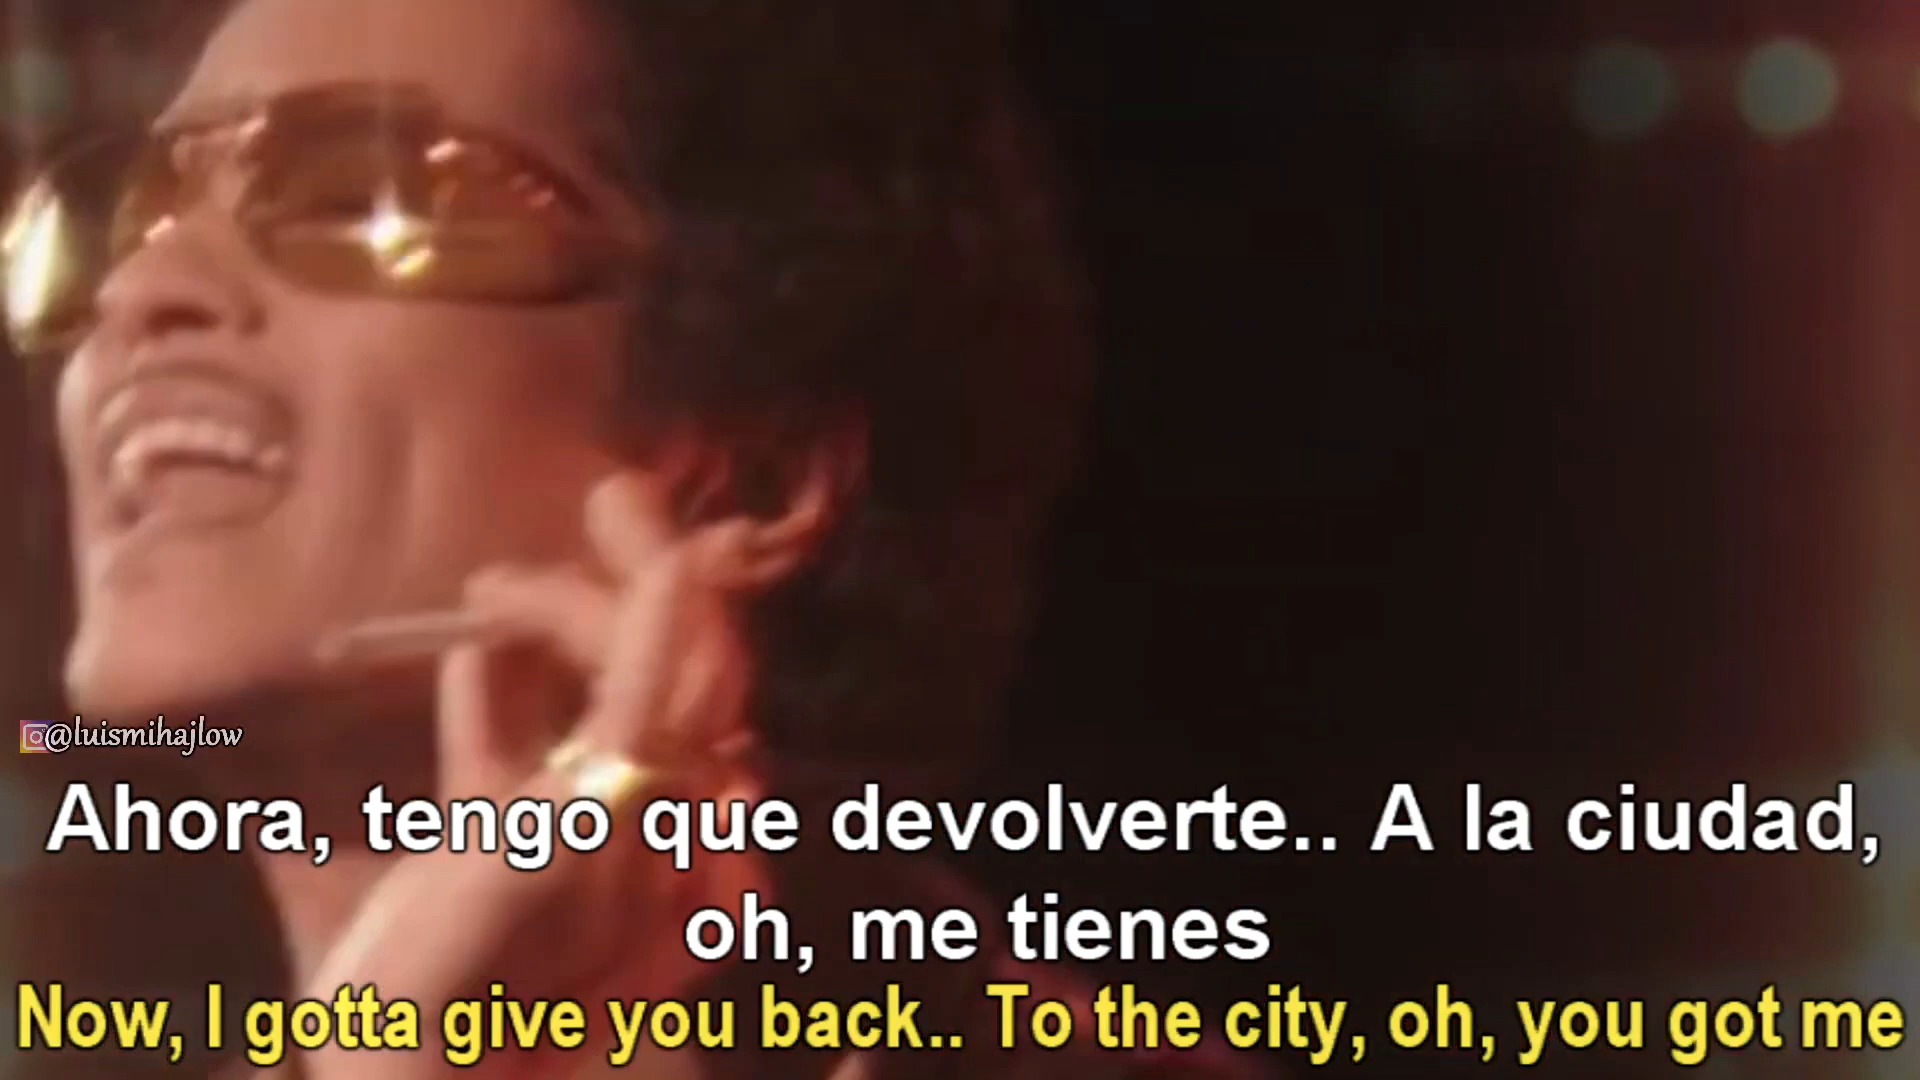 @luismihajlow
Ahora, tengo que devolverte.. A la ciudad,
oh, me tienes
Now, I gotta give you back.. To the city, oh, you got me